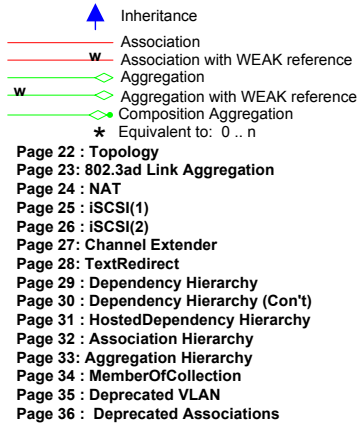 Inheritance
Association
w Association with WEAK reference
Aggregation
w Aggregation with WEAK reference
Composition Aggregation
* Equivalent to: 0 .. n
Page 22 : Topology
Page 23: 802.3ad Link Aggregation
Page 24 : NAT
Page 25 : iSCSI(1)
Page 26 : iSCSI(2)
Page 27: Channel Extender
Page 28: TextRedirect
Page 29 : Dependency Hierarchy
Page 30 : Dependency Hierarchy (Con't)
Page 31 : HostedDependency Hierarchy
Page 32 : Association Hierarchy
Page 33: Aggregation Hierarchy
Page 34 : MemberOfCollection
Page 35 : Deprecated VLAN
Page 36 : Deprecated Associations